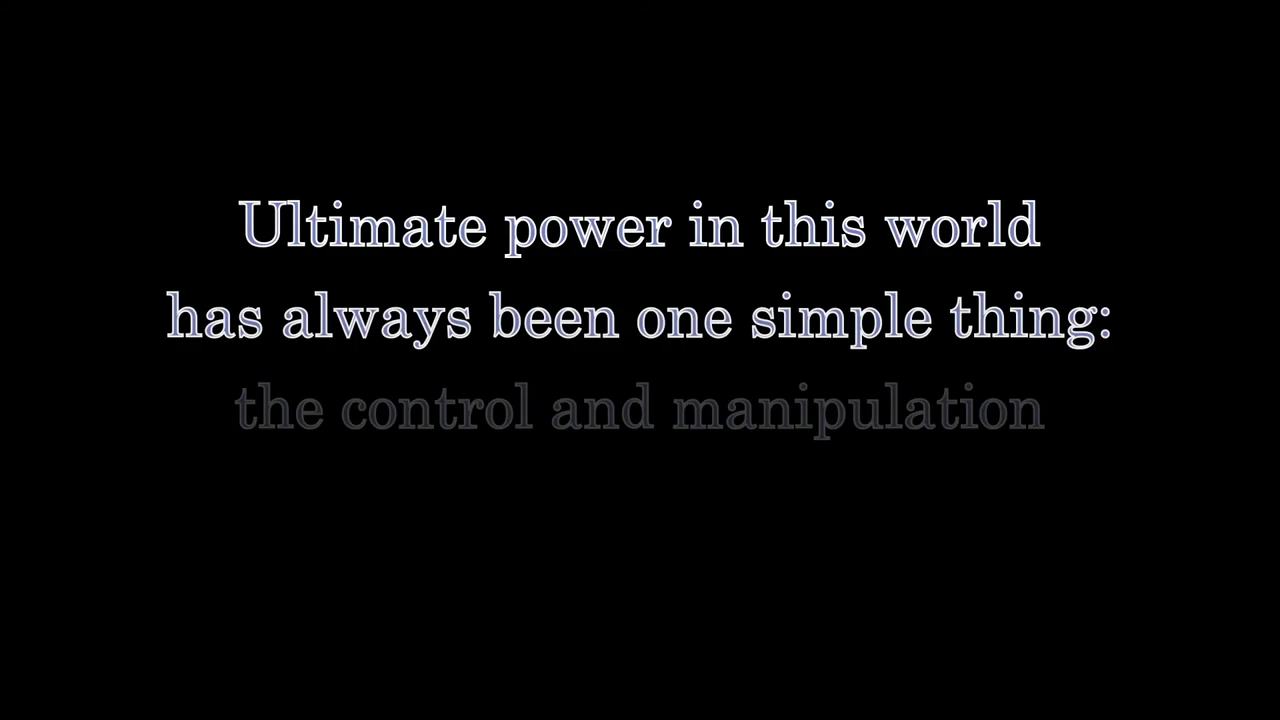 Ultimate power in this world
has always been one simple thing:
the control and manipulation